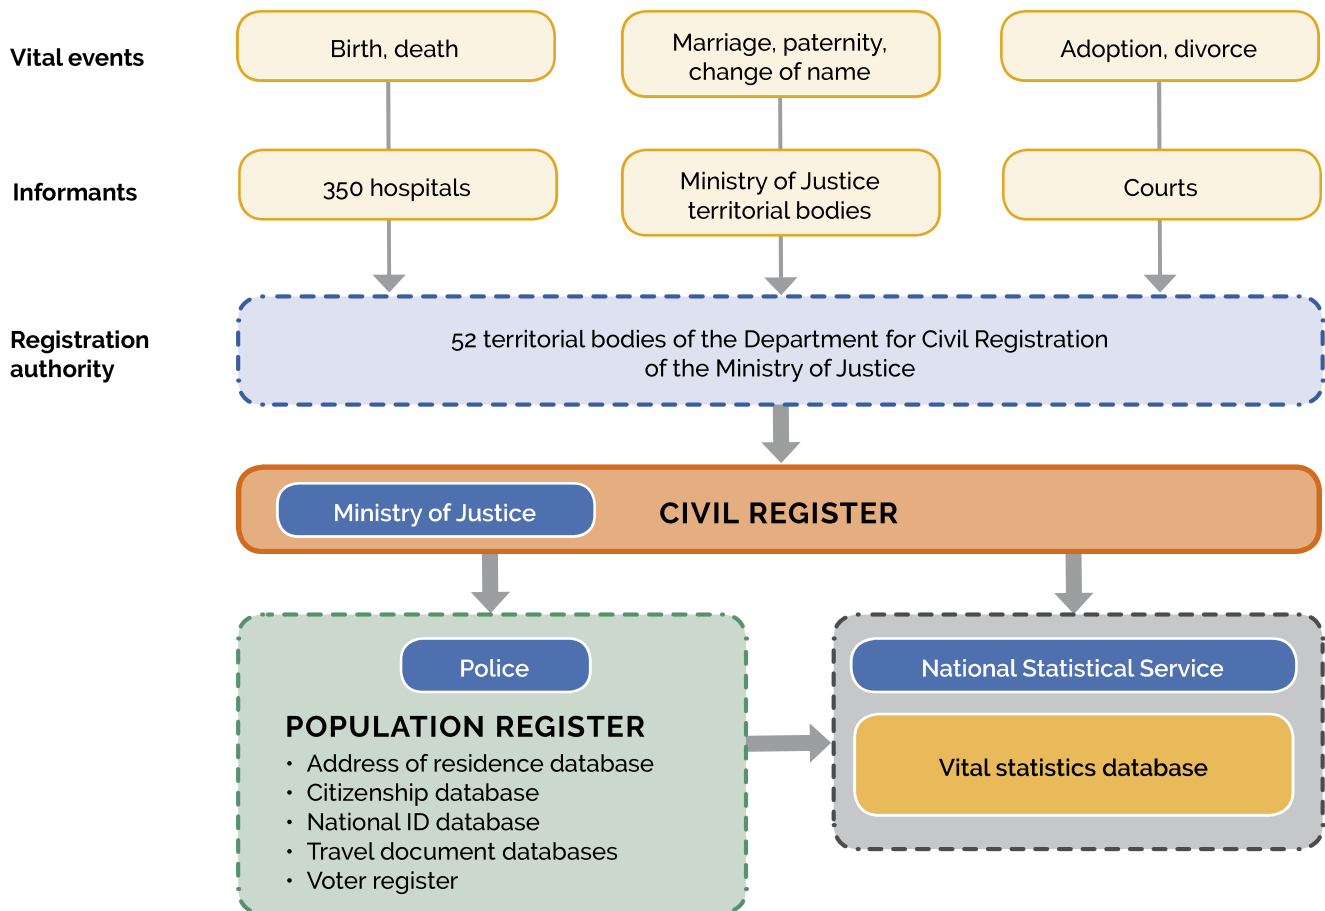 Vital events
Birth, death
Marriage, paternity,
change of name
Adoption, divorce
Informants
350 hospitals
Ministry of Justice
territorial bodies
Courts
Registration
authority
52 territorial bodies of the Department for Civil Registration
of the Ministry of Justice
Ministry of Justice
CIVIL REGISTER
Police
POPULATION REGISTER
• Address of residence database
• Citizenship database
• National ID database
• Travel document databases
• Voter register
National Statistical Service
Vital statistics database